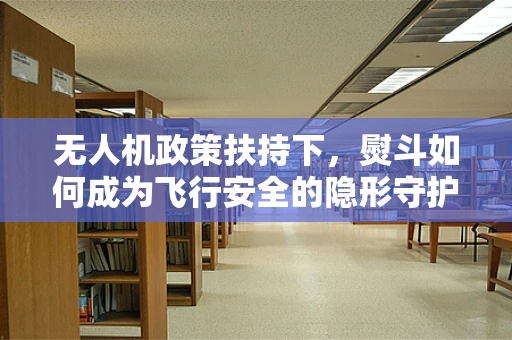 无人机政策扶持下，熨斗如
何成为飞行安全的隐形守护